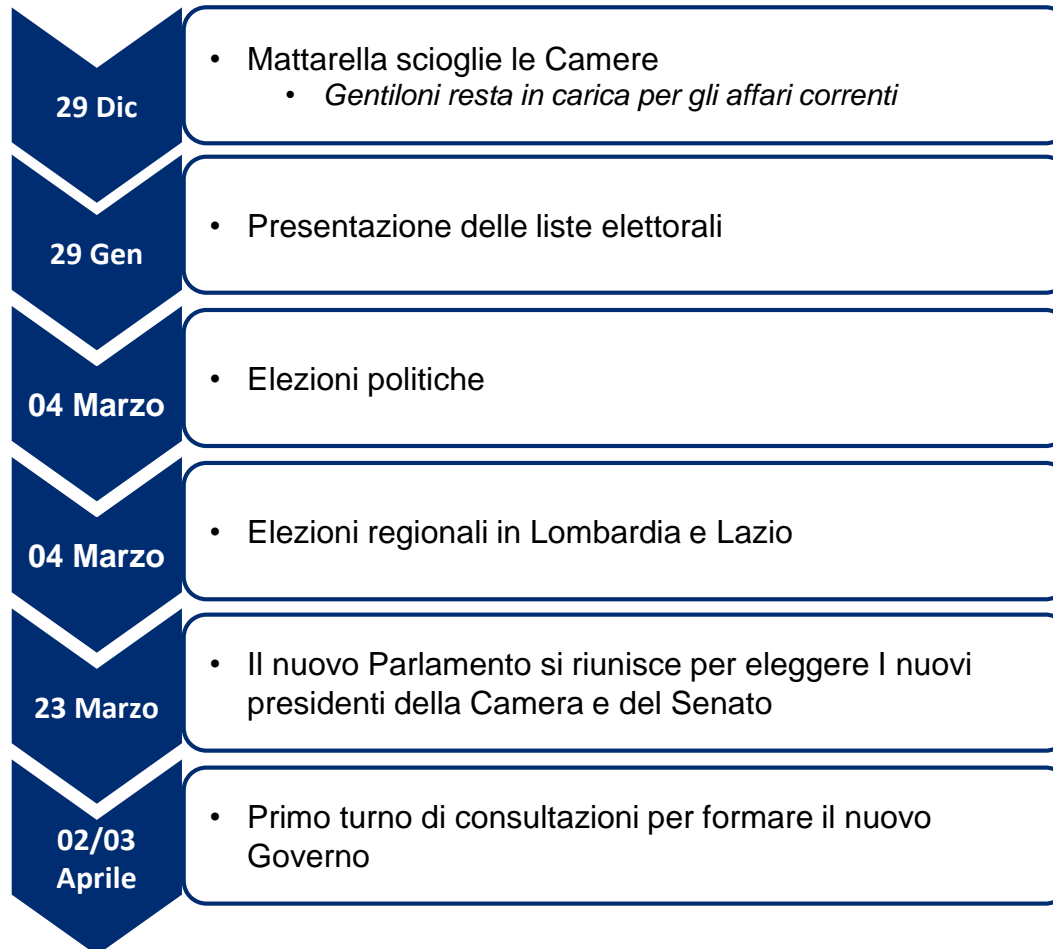 29 Dic
• Mattarella scioglie le Camere
• Gentiloni resta in carica per gli affari correnti
29 Gen
• Presentazione delle liste elettorali
04 Marzo
• Elezioni politiche
04 Marzo
• Elezioni regionali in Lombardia e Lazio
23 Marzo
• Il nuovo Parlamento si riunisce per eleggere I nuovi
presidenti della Camera e del Senato
02/03
Aprile
• Primo turno di consultazioni per formare il nuovo
Governo